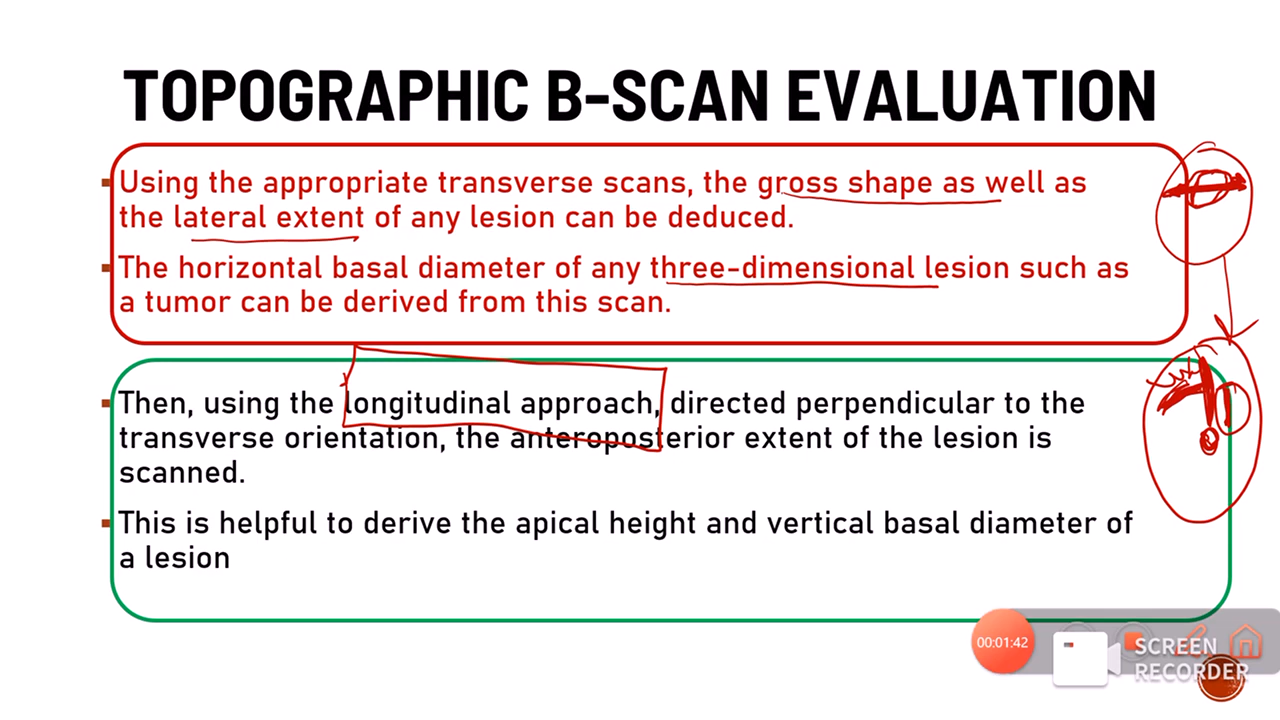 TOPOGRAPHIC B-SCAN EVALUATION
Using the appropriate transverse scans, the gross shape as well as
the lateral extent of any lesion can be deduced.
The horizontal basal diameter of any three-dimensional lesion such as
a tumor can be derived from this scan.
Then, using the longitudinal approach, directed perpendicular to the
transverse orientation, the anteroposterior extent of the lesion is
scanned.
This is helpful to derive the apical height and vertical basal diameter of
a lesion
00:01:42
SCREEN
RECORDER